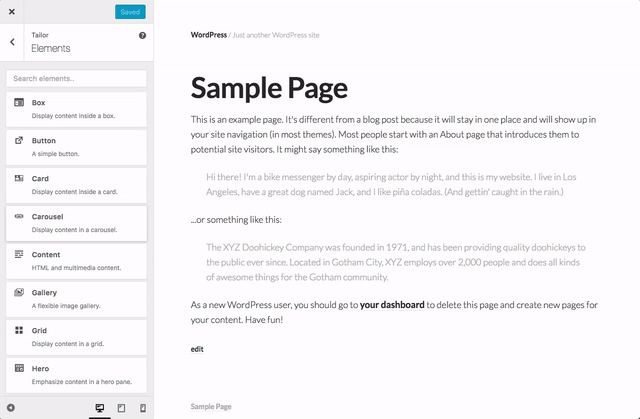 Saved
Tailor
Elements
Search elements..
Box
Display content inside a box.
Button
A simple button.
Card
Display content inside a card.
Carousel
Display content in a carousel.
Content
HTML and multimedia content.
Gallery
A flexible image gallery.
Grid
Display content in a grid.
Hero
Emphasize content in a hero pane.
WordPress / Just another WordPress site
Sample Page
This is an example page. It's different from a blog post because it will stay in one place and will show up in
your site navigation (in most themes). Most people start with an About page that introduces them to
potential site visitors. It might say something like this:
Hi there! I'm a bike messenger by day, aspiring actor by night, and this is my website. I live in Los
Angeles, have a great dog named Jack, and I like piña coladas. (And gettin' caught in the rain.)
...or something like this:
The XYZ Doohickey Company was founded in 1971, and has been providing quality doohickeys to
the public ever since. Located in Gotham City, XYZ employs over 2,000 people and does all kinds
of awesome things for the Gotham community.
As a new WordPress user, you should go to your dashboard to delete this page and create new pages for
your content. Have fun!
edit
Sample Page